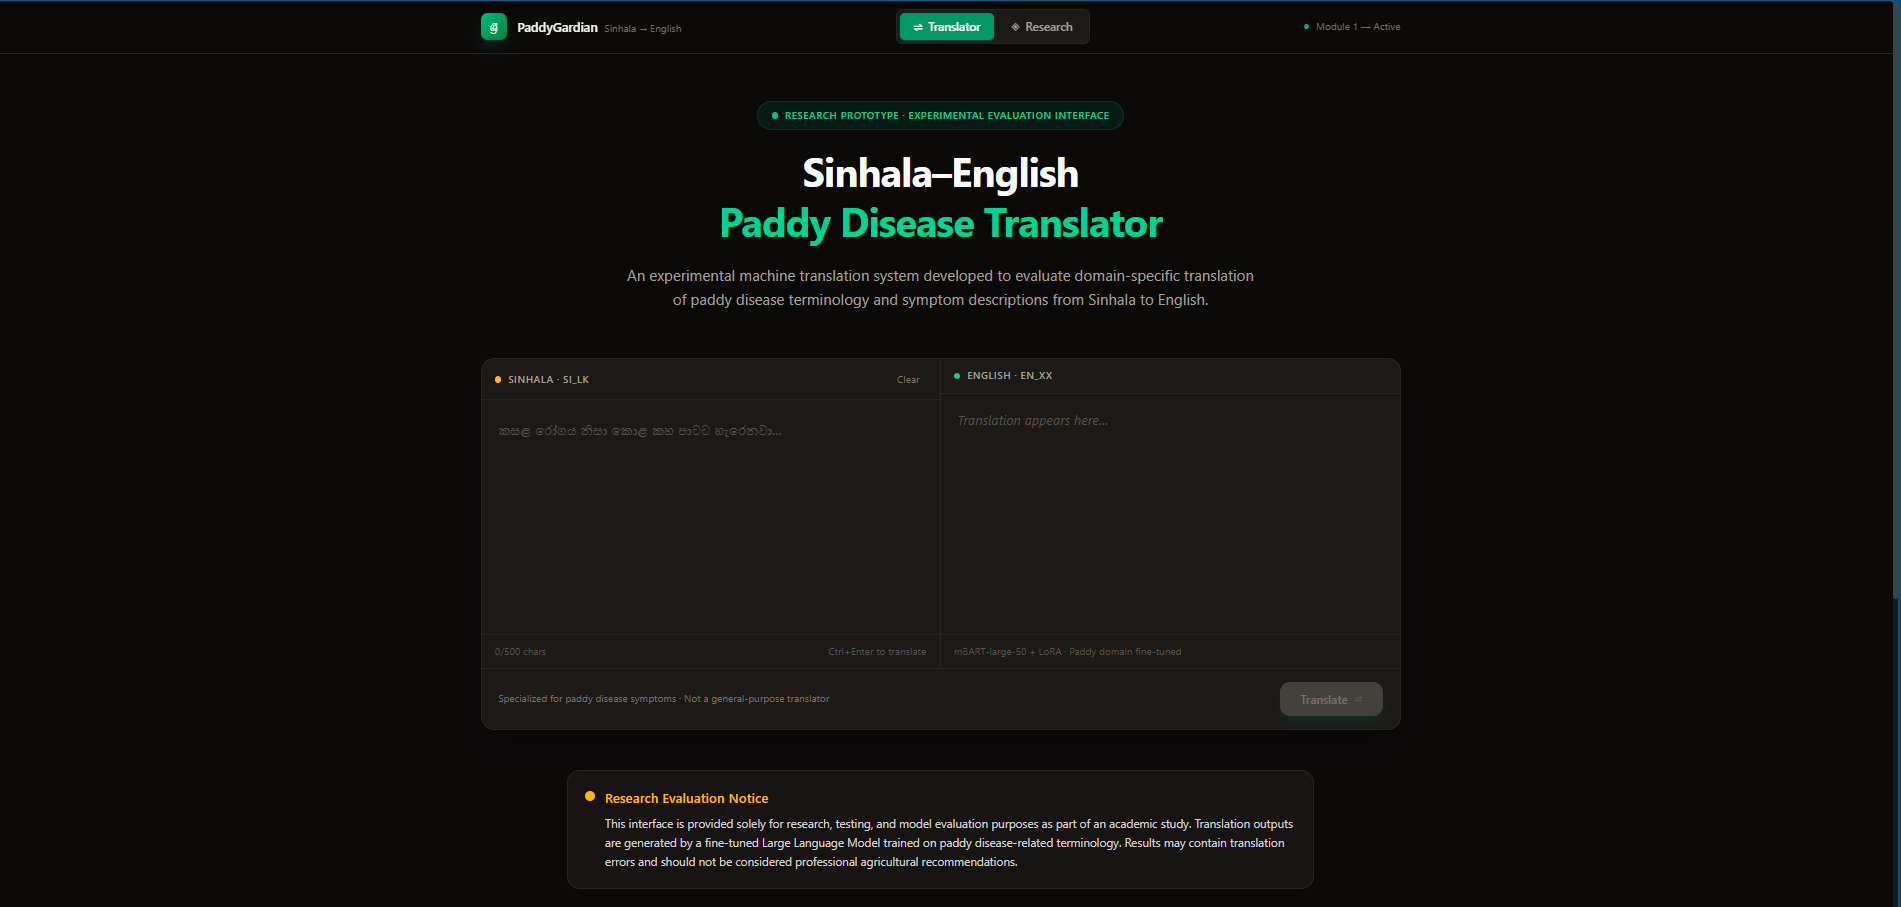 ශ්‍රී PaddyGardian Sinhala → English
⇌ Translator
◈ Research
Module 1 — Active
RESEARCH PROTOTYPE · EXPERIMENTAL EVALUATION INTERFACE
Sinhala–English
Paddy Disease Translator
An experimental machine translation system developed to evaluate domain-specific translation
of paddy disease terminology and symptom descriptions from Sinhala to English.
SINHALA · SI_LK
Clear
කසළ රෝගය නිසා කොළ කහ පාටට හැරෙනවා...
0/500 chars
Ctrl+Enter to translate
ENGLISH · EN_XX
Translation appears here...
mBART-large-50 + LoRA · Paddy domain fine-tuned
Specialized for paddy disease symptoms · Not a general-purpose translator
Translate ⇌
Research Evaluation Notice
This interface is provided solely for research, testing, and model evaluation purposes as part of an academic study. Translation outputs
are generated by a fine-tuned Large Language Model trained on paddy disease-related terminology. Results may contain translation
errors and should not be considered professional agricultural recommendations.